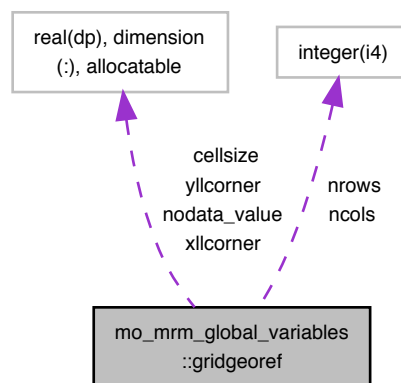 real(dp), dimension
(:), allocatable
integer(i4)
cellsize
yllcorner
nodata_value
xllcorner
nrows
ncols
mo_mrm_global_variables
::gridgeoref